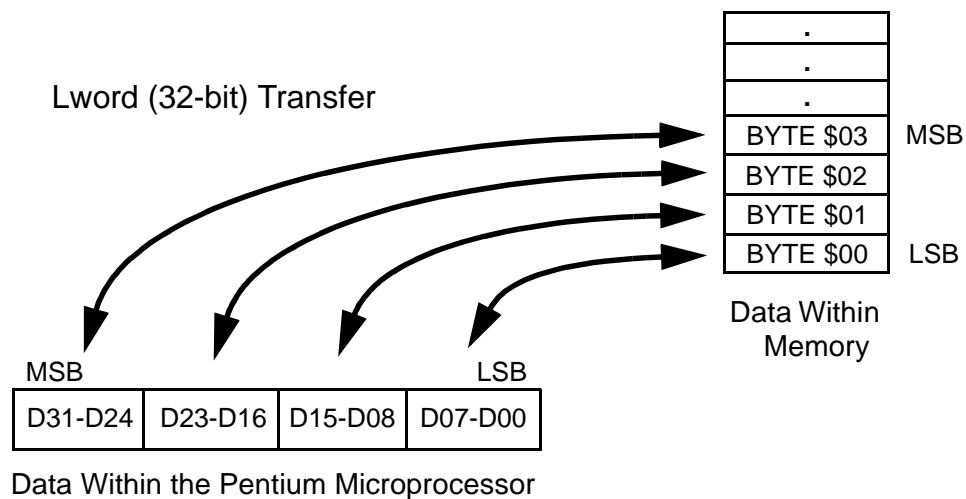 .
.
Lword (32-bit) Transfer
.
BYTE $03 MSB
BYTE $02
BYTE $01
BYTE $00 LSB
Data Within
Memory
MSB LSB
D31-D24 D23-D16 D15-D08 D07-D00
Data Within the Pentium Microprocessor